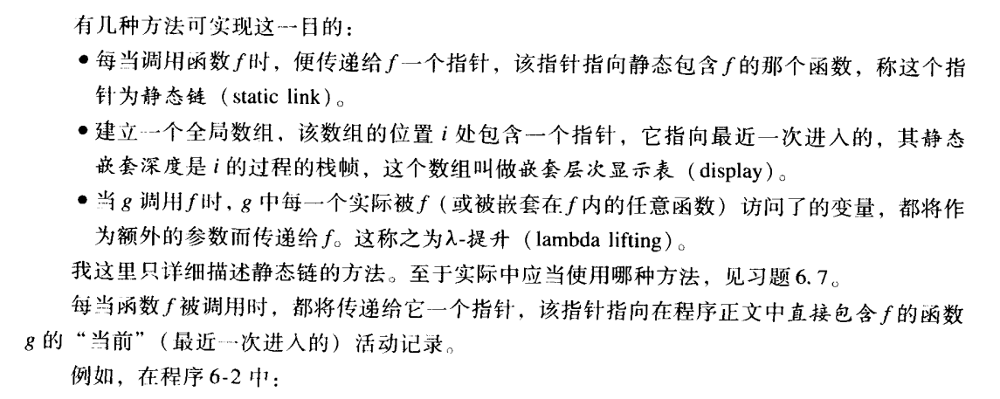 有几种方法可实现这一目的：
●每当调用函数f时，便传递给f一个指针，该指针指向静态包含f的那个函数，称这个指
针为静态链（static link）。
●建立一个全局数组，该数组的位置 i 处包含一个指针，它指向最近一次进入的，其静态
嵌套深度是 i 的过程的栈帧，这个数组叫做嵌套层次显示表（display）。
●当g 调用f时，g 中每一个实际被f（或被嵌套在f内的任意函数）访问了的变量，都将作
为额外的参数而传递给f。这称之为λ-提升（lambda lifting）。
我这里只详细描述静态链的方法。至于实际中应当使用哪种方法，见习题6.7。
每当函数f被调用时，都将传递给它一个指针，该指针指向在程序正文中直接包含f的函数
g 的“当前”（最近一次进入的）活动记录。
例如，在程序6-2中：